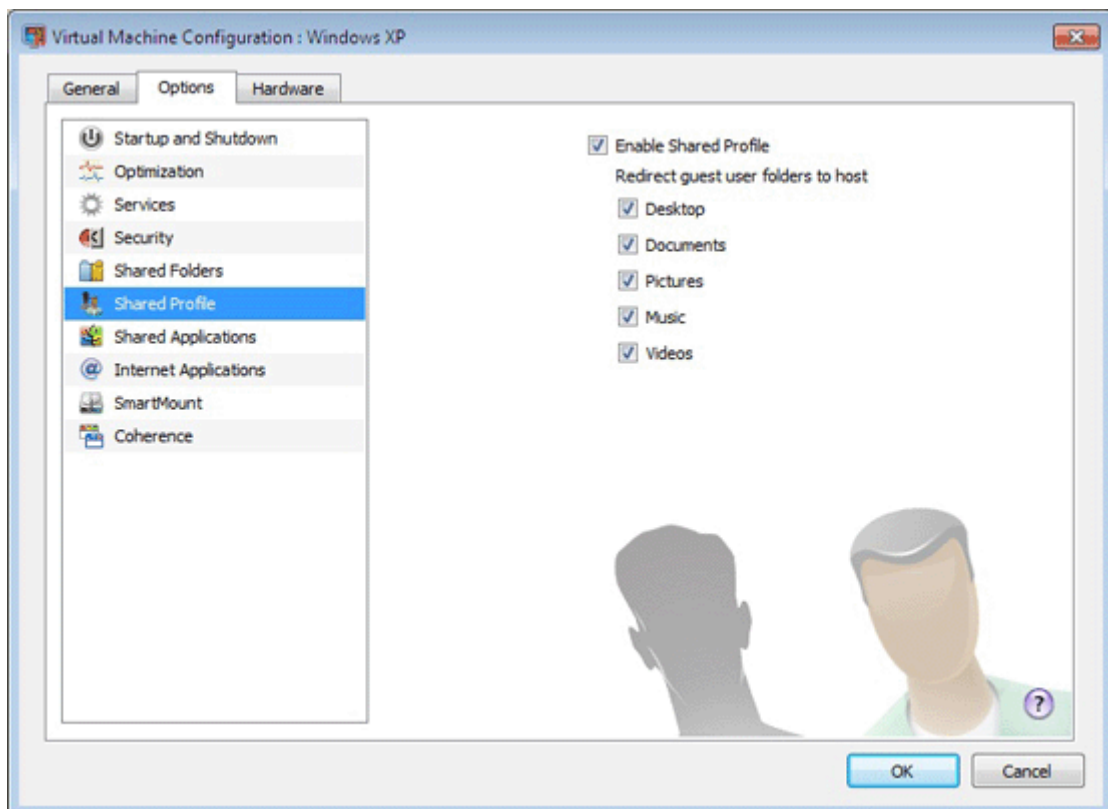 Virtual Machine Configuration : Windows XP
General
Options
Hardware
Startup and Shutdown
Optimization
Services
Security
Shared Folders
Shared Profile
Shared Applications
Internet Applications
SmartMount
Coherence
Enable Shared Profile
Redirect guest user folders to host
Desktop
Documents
Pictures
Music
Videos
?
OK
Cancel